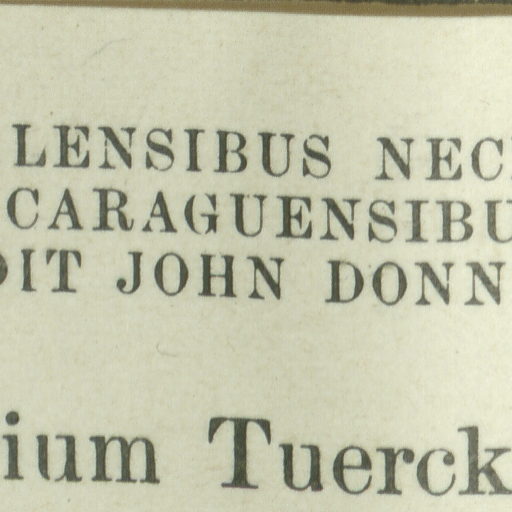 LENSIBUS NEC
CARAGUENSIBU
DIT JOHN DONN
ium Tuerck